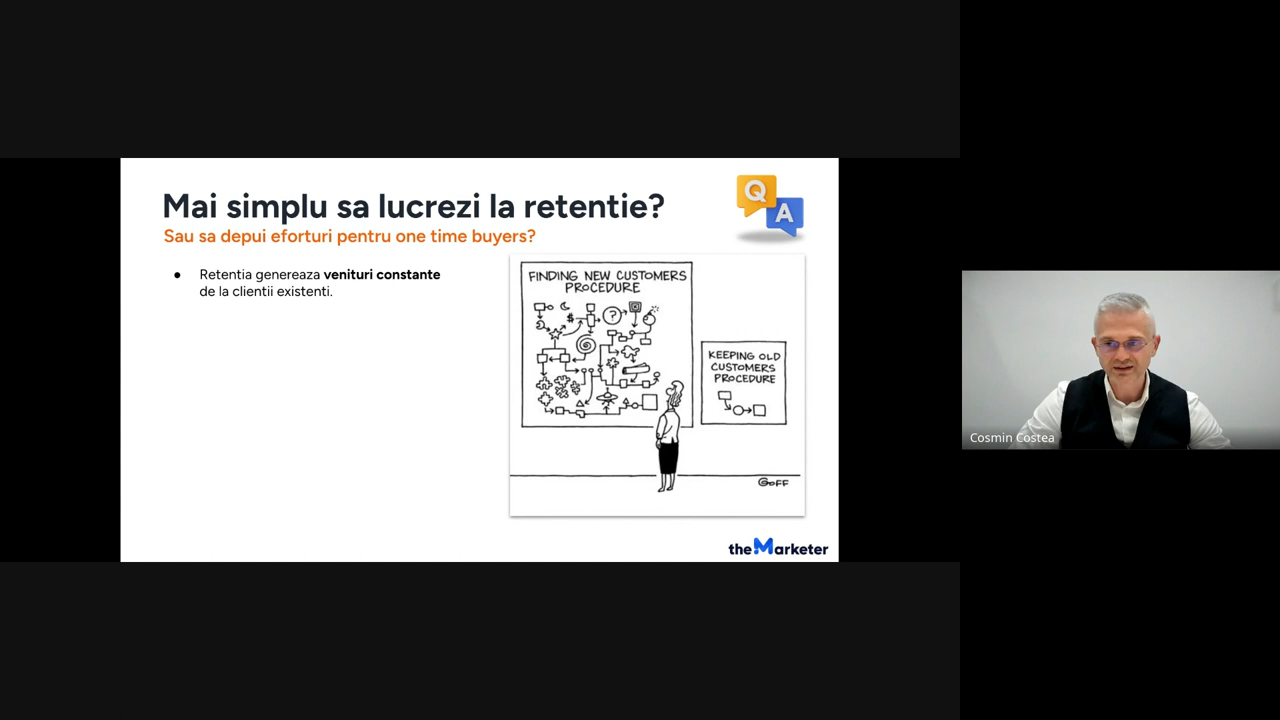 Mai simplu sa lucrezi la retentie?
Sau sa depui eforturi pentru one time buyers?
● Retentia genereaza venituri constante
de la clientii existenti.
Q
A
FINDING NEW CUSTOMERS
PROCEDURE
$
?
KEEPING OLD
CUSTOMERS
PROCEDURE
GOFF
theMarketer
Cosmin Costea